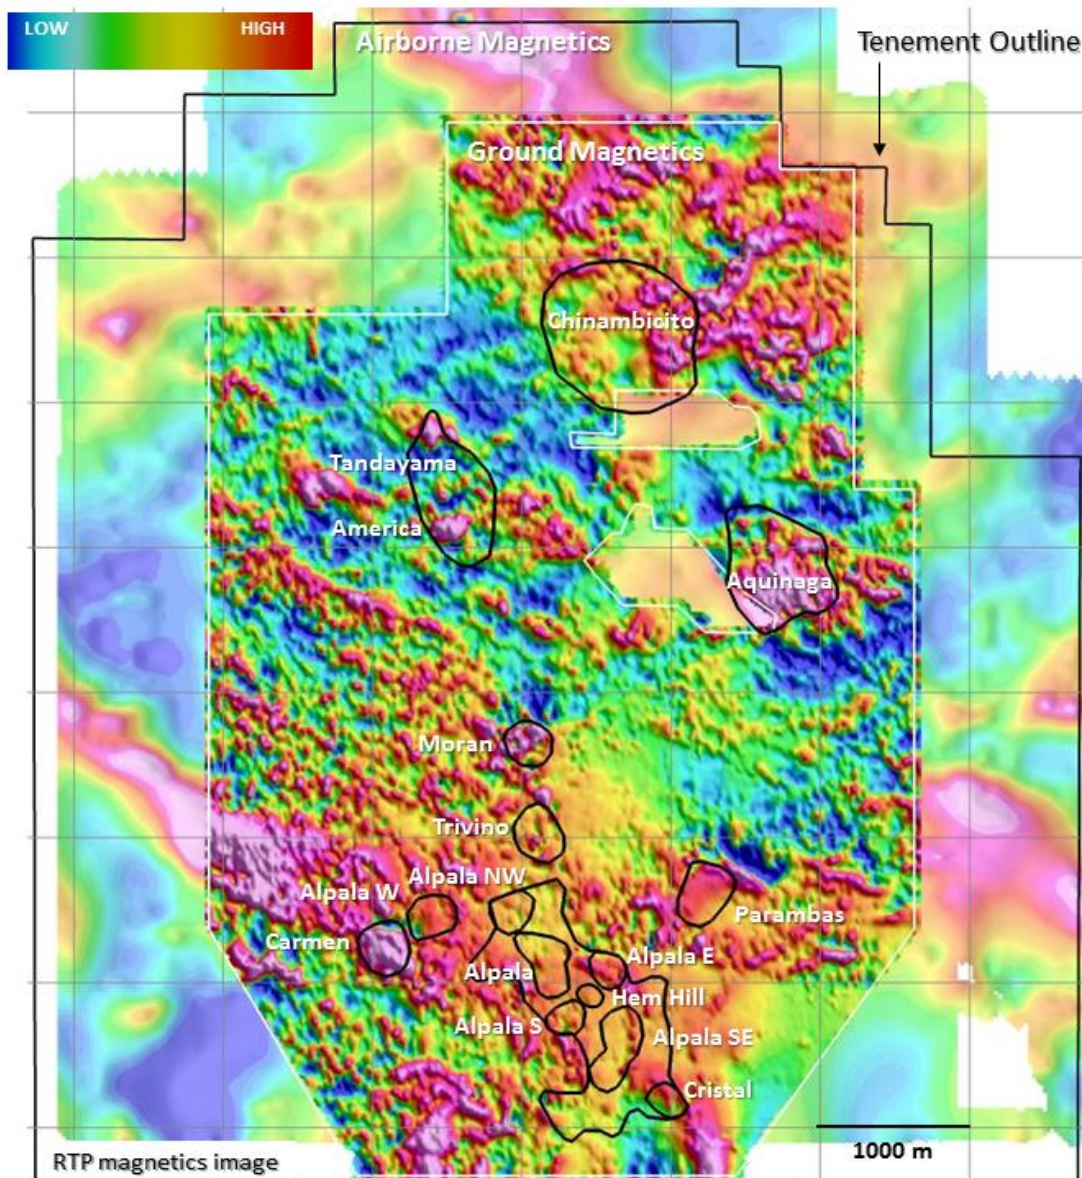 LOW
HIGH
Airborne Magnetics
Tenement Outline
Ground Magnetics
Chinambicito
Tandayama
America
Aquinaga
Moran
Trivino
Alpala NW
Alpala W
Parambas
Carmen
Alpala E
Alpala
Hem Hill
Alpala S
Alpala SE
Cristal
1000 m
RTP magnetics image